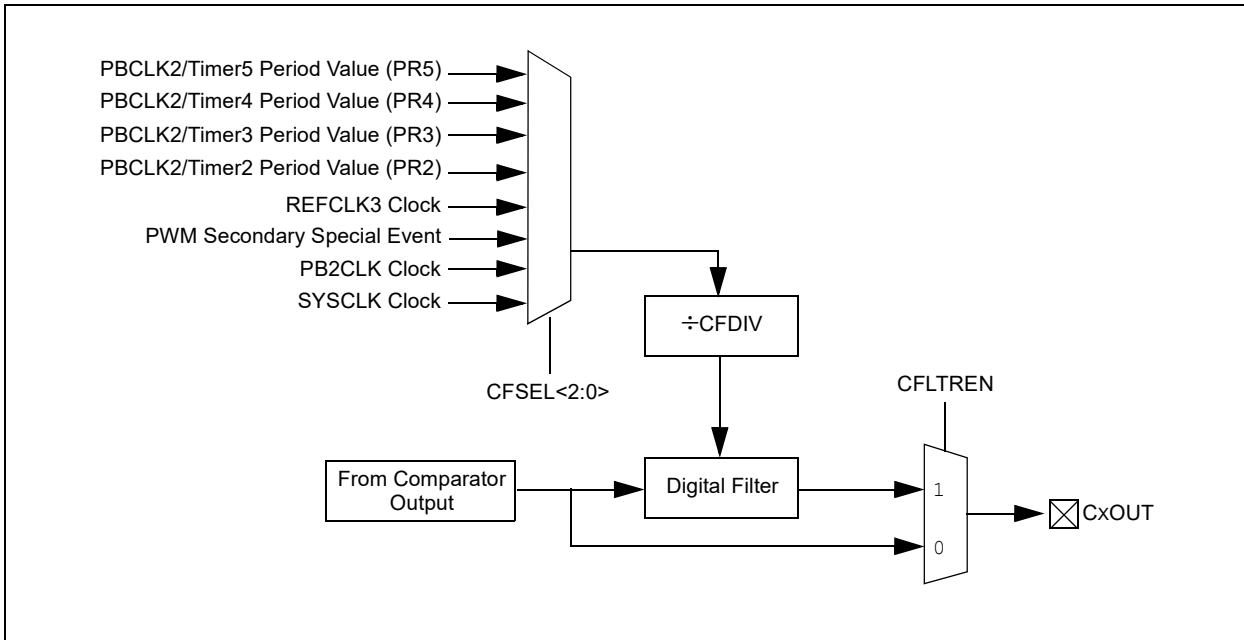 PBCLK2/Timer5 Period Value (PR5)
PBCLK2/Timer4 Period Value (PR4)
PBCLK2/Timer3 Period Value (PR3)
PBCLK2/Timer2 Period Value (PR2)
REFCLK3 Clock
PWM Secondary Special Event
PB2CLK Clock
SYSCLK Clock
÷CFDIV
CFSEL<2:0>
CFLTREN
From Comparator
Output
Digital Filter
1
CxOUT
0